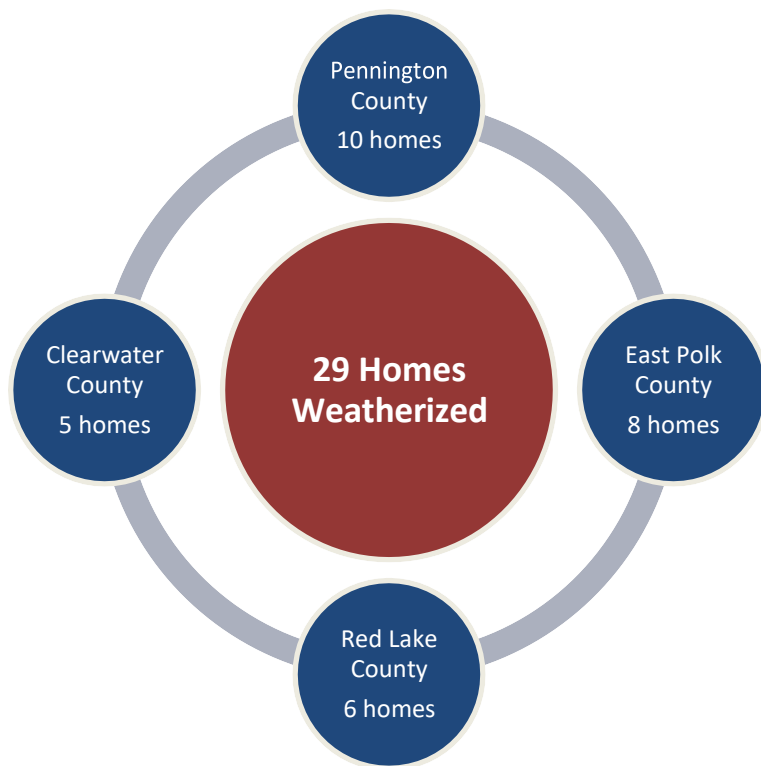 Pennington
County
10 homes
Clearwater
County
5 homes
29 Homes
Weatherized
East Polk
County
8 homes
Red Lake
County
6 homes